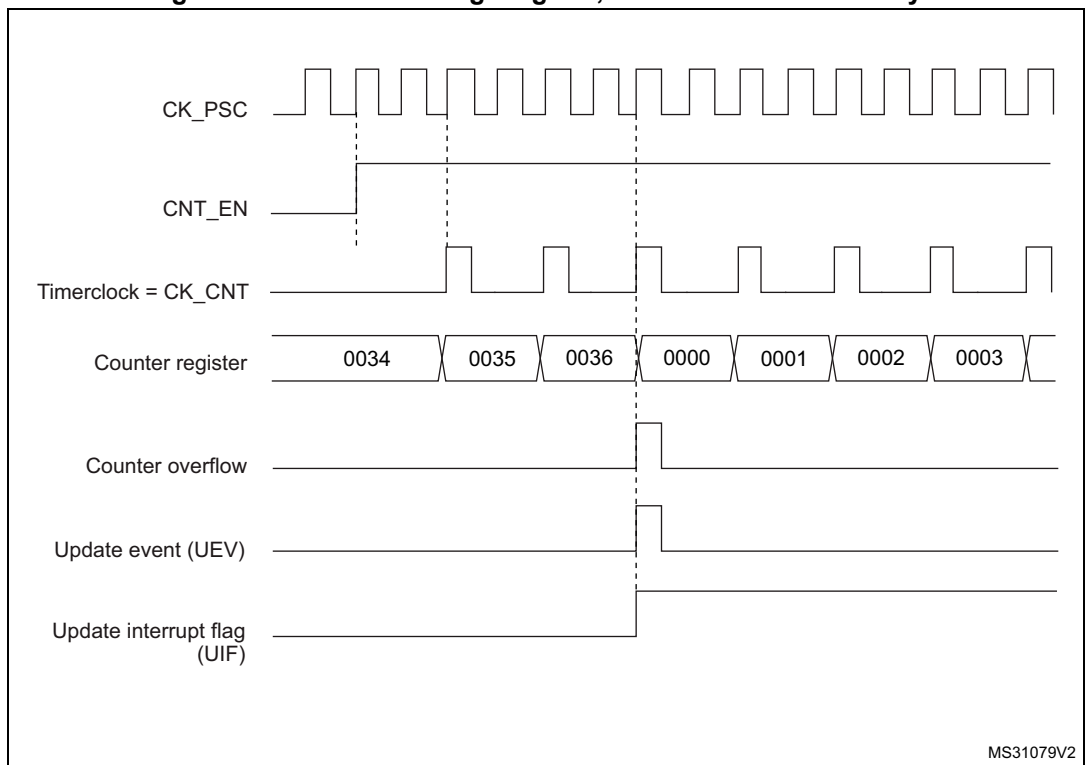 CK_PSC
CNT_EN
Timerclock = CK_CNT
Counter register
0034 0035 0036 0000 0001 0002 0003
Counter overflow
Update event (UEV)
Update interrupt flag
(UIF)
MS31079V2